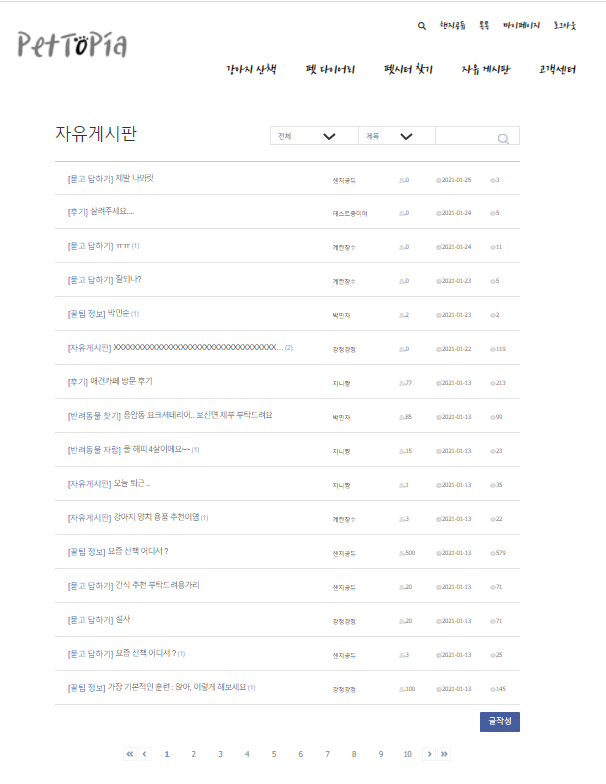 PetTopia
현지공듀 쪽쪽 마이페이지 로그아웃
강아지 산책 펫 다이어리 펫시터 찾기 자유 게시판 고객센터
자유게시판
전체 제목
[묻고 답하기] 제발 나와랏 샌지공듀 0 2021-01-25 3
[후기] 살려주세요.... 테스트중이야 0 2021-01-24 5
[묻고 답하기] ㅠㅠ (1) 계란장수 0 2021-01-24 11
[묻고 답하기] 잘되나? 계란장수 0 2021-01-23 5
[꿀팁 정보] 박민순 (1) 박민자 2 2021-01-23 2
[자유게시판] ... (2) 강정강정 0 2021-01-22 119
[후기] 애견카페 방문 후기 지니짱 77 2021-01-13 213
[반려동물 찾기] 응암동 요크셔테리어.. 보신면 제부 부탁드려요 박민자 85 2021-01-13 99
[반려동물 자랑] 울 해피 4살이에요~~ (1) 지니짱 15 2021-01-13 23
[자유게시판] 오늘 퇴근 .. 지니짱 1 2021-01-13 35
[자유게시판] 강아지 양치 용품 추천이염 (1) 계란장수 3 2021-01-13 22
[꿀팁 정보] 요즘 산책 어디서 ? 샌지공듀 500 2021-01-13 579
[묻고 답하기] 간식 추천 부탁드려용가리 샌지공듀 20 2021-01-13 71
[묻고 답하기] 설사 강정강정 20 2021-01-13 71
[묻고 답하기] 요즘 산책 어디서 ? (1) 샌지공듀 3 2021-01-13 25
[꿀팁 정보] 가장 기본적인 훈련 : 앉아, 이렇게 해보세요 (1) 강정강정 100 2021-01-13 145
글작성
« ‹ 1 2 3 4 5 6 7 8 9 10 › »